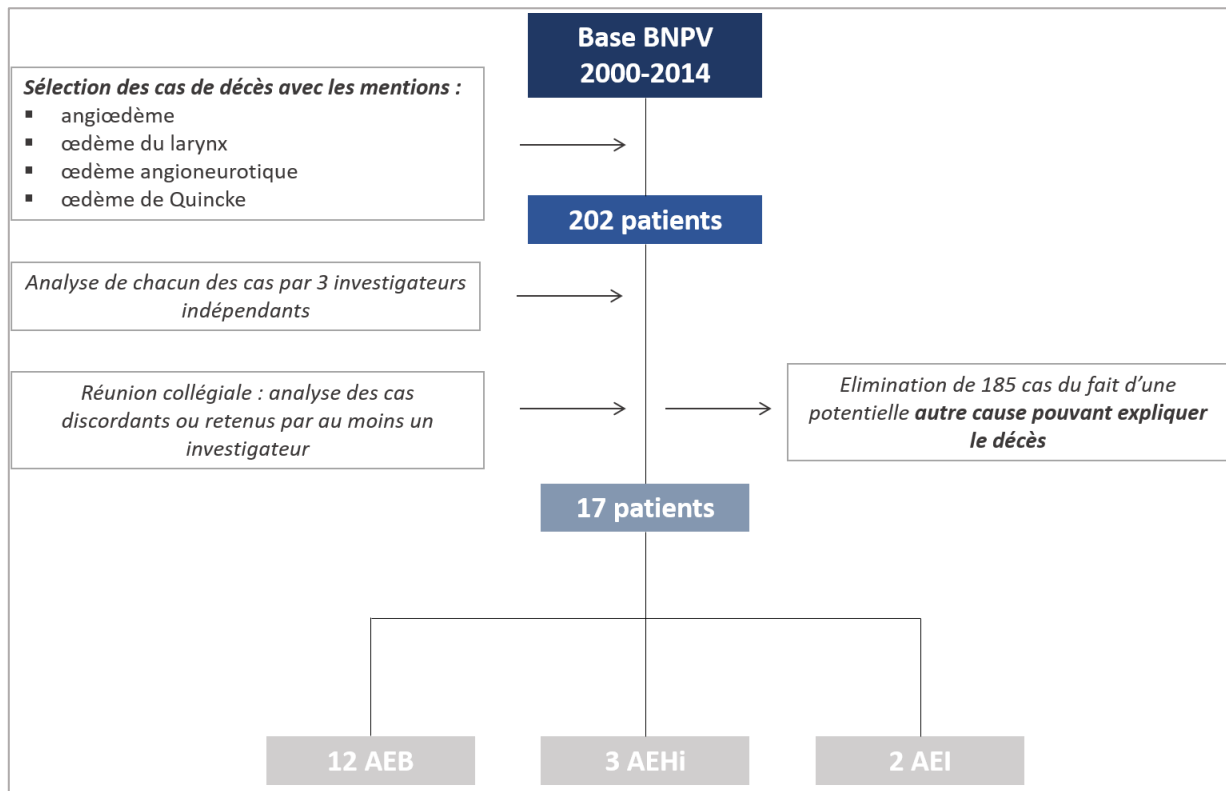 Base BNPV
2000-2014
Sélection des cas de décès avec les mentions :
▪ angiœdème
▪ œdème du larynx
▪ œdème angioneurotique
▪ œdème de Quincke
202 patients
Analyse de chacun des cas par 3 investigateurs
indépendants
Réunion collégiale : analyse des cas
discordants ou retenus par au moins un
investigateur
Elimination de 185 cas du fait d’une
potentielle autre cause pouvant expliquer
le décès
17 patients
12 AEB
3 AEHi
2 AEI